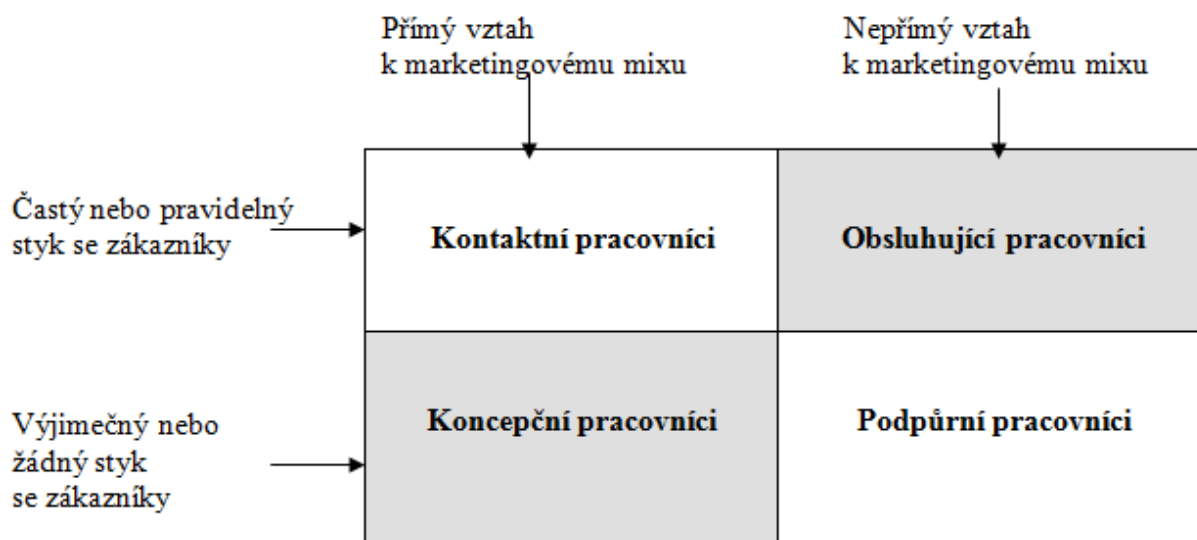 Přímý vztah
k marketingovému mixu
Nepřímý vztah
k marketingovému mixu
Častý nebo pravidelný
styk se zákazníky
Kontaktní pracovníci
Obsluhující pracovníci
Výjimečný nebo
žádný styk
se zákazníky
Koncepční pracovníci
Podpůrní pracovníci